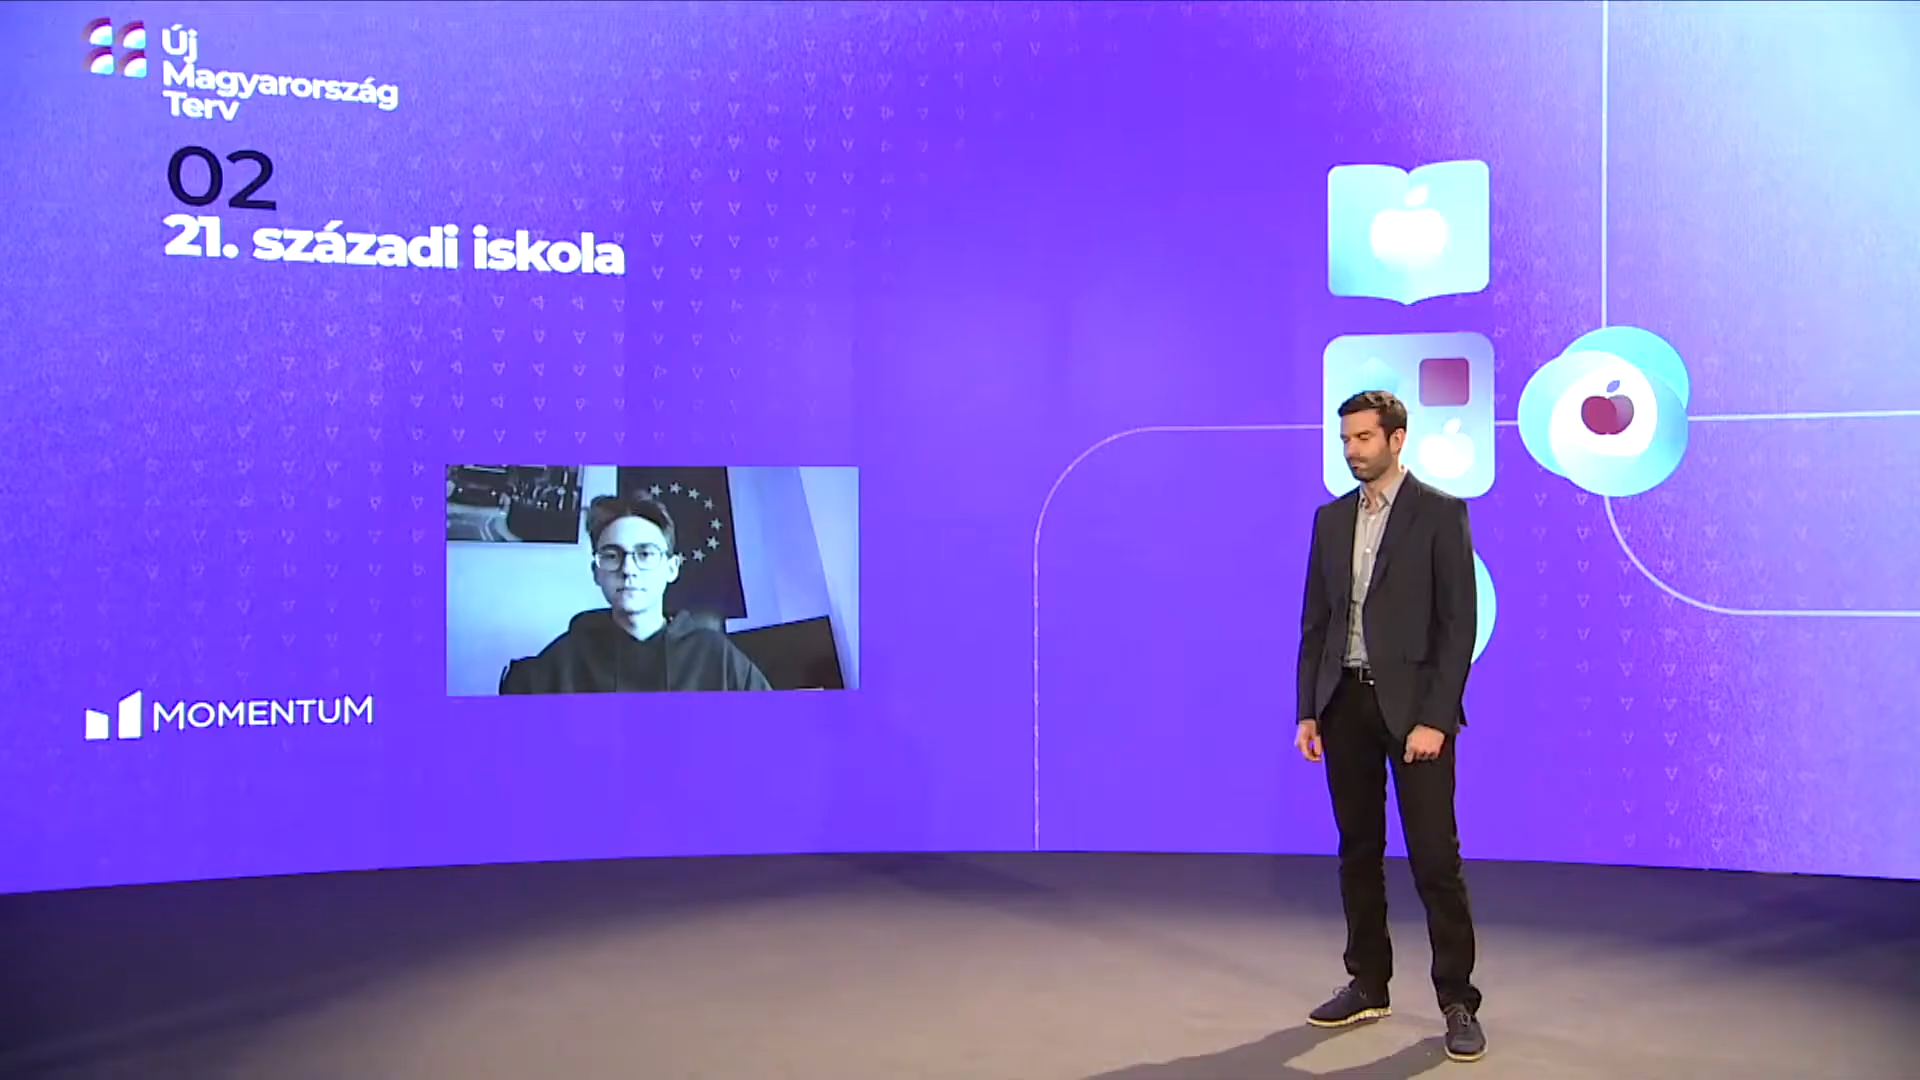 Új
Magyarország
Terv
02
21. századi iskola
MOMENTUM